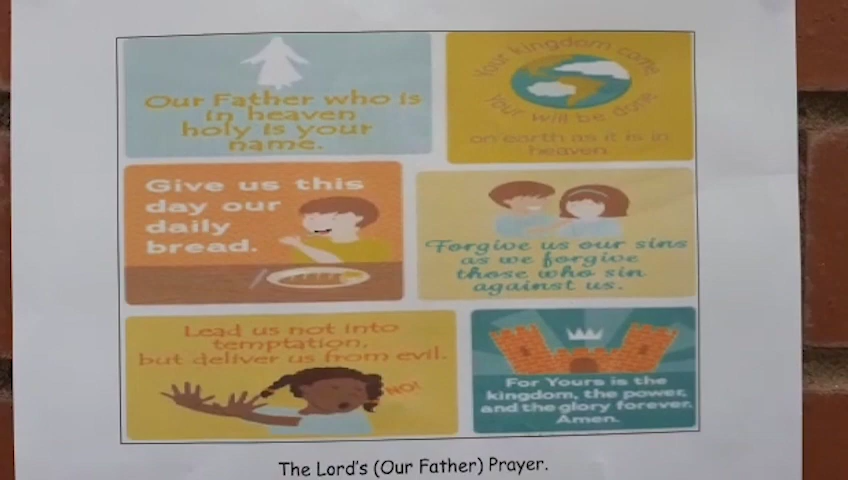 Our Father who is
in heaven
holy is your
name.
Your kingdom come
Your will be done
on earth as it is in
heaven
Give us this
day our
daily
bread.
Forgive us our sins
as we forgive
those who sin
against us.
Lead us not into
temptation,
but deliver us from evil.
NO!
For Yours is the
kingdom, the power,
and the glory forever.
Amen.
The Lord's (Our Father) Prayer.